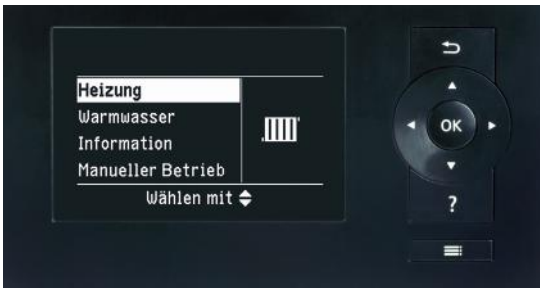 Heizung
Warmwasser
Information
Manueller Betrieb
Wählen mit
OK
?